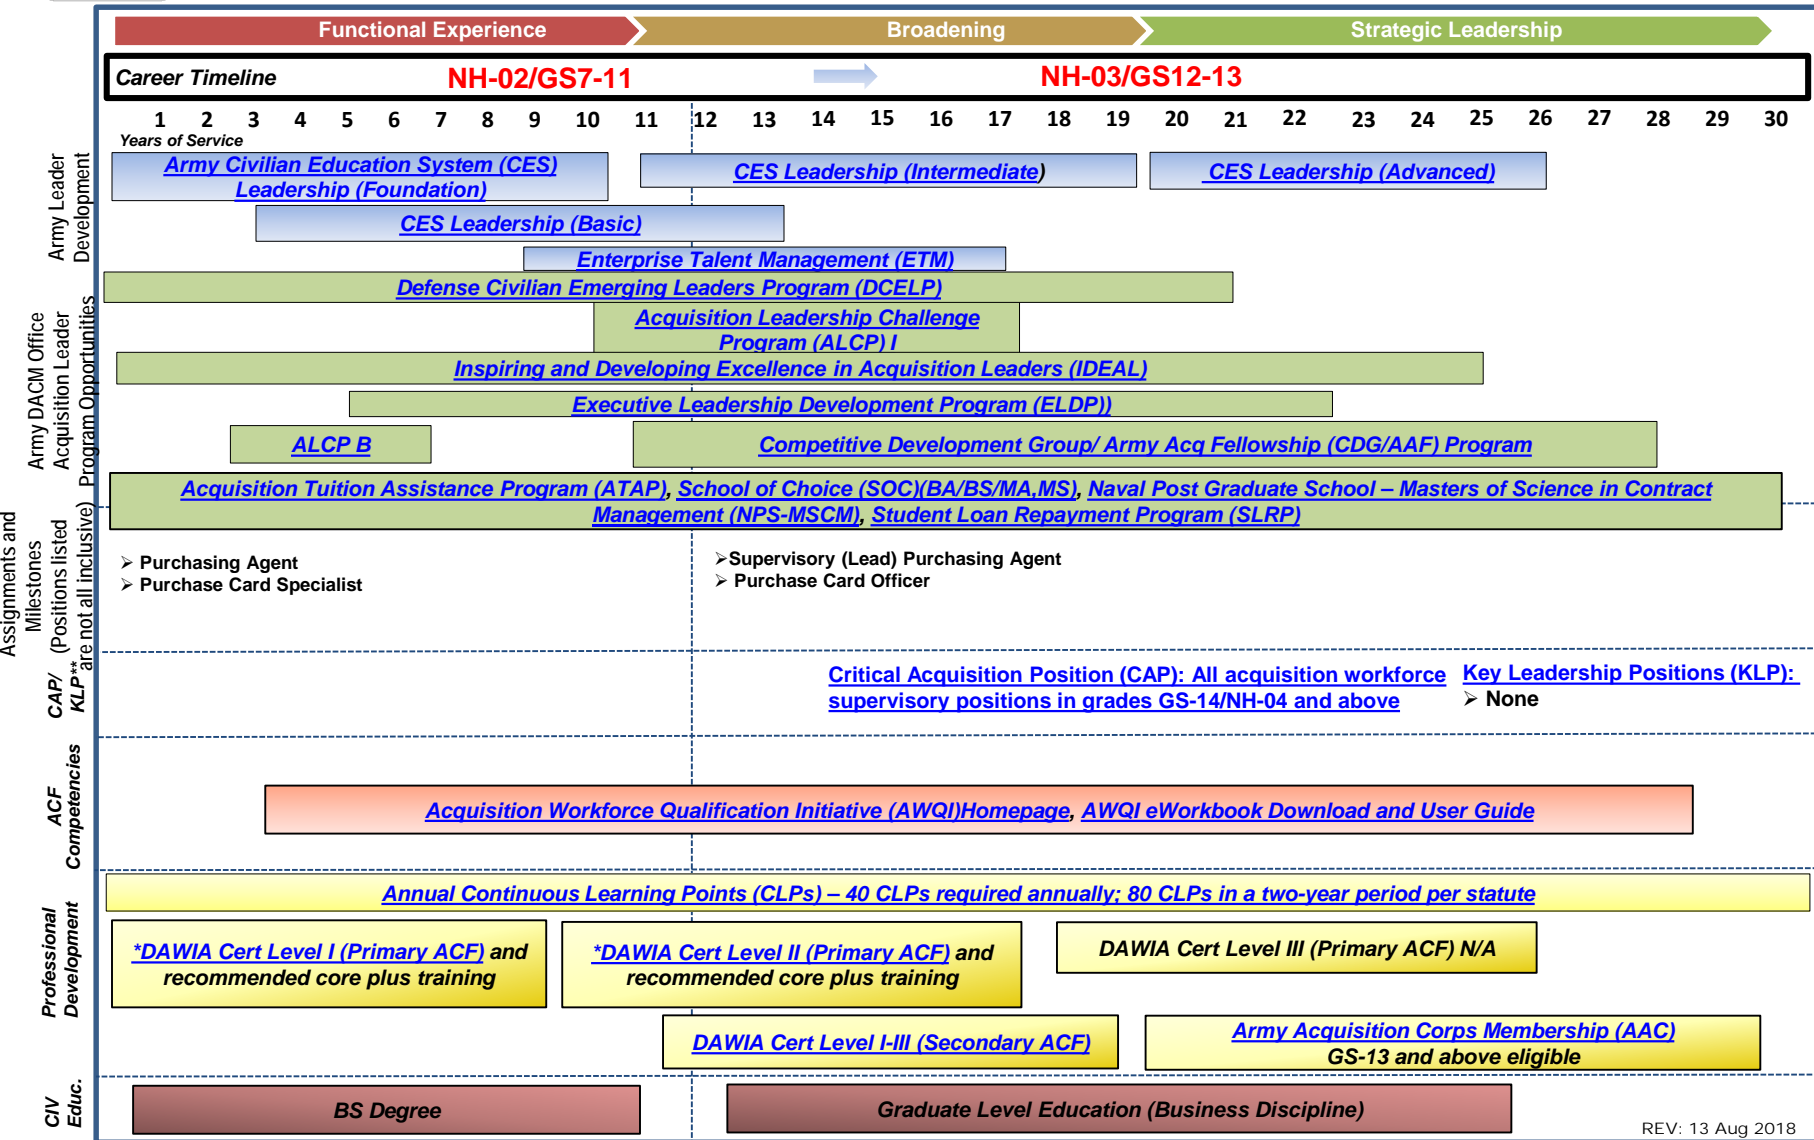 Functional Experience
Broadening
Strategic Leadership
Career Timeline
NH-02/GS7-11
NH-03/GS12-13
1 2 3 4 5 6 7 8 9 10 11 12 13 14 15 16 17 18 19 20 21 22 23 24 25 26 27 28 29 30
Years of Service
Army Leader
Development
Army Civilian Education System (CES)
Leadership (Foundation)
CES Leadership (Intermediate)
CES Leadership (Advanced)
CES Leadership (Basic)
Enterprise Talent Management (ETM)
Army DACM Office
Acquisition Leader
Program Opportunities
Defense Civilian Emerging Leaders Program (DCELP)
Acquisition Leadership Challenge
Program (ALCP) I
Inspiring and Developing Excellence in Acquisition Leaders (IDEAL)
Executive Leadership Development Program (ELDP))
ALCP B
Competitive Development Group/ Army Acq Fellowship (CDG/AAF) Program
Acquisition Tuition Assistance Program (ATAP), School of Choice (SOC)(BA/BS/MA,MS), Naval Post Graduate School – Masters of Science in Contract
Management (NPS-MSCM), Student Loan Repayment Program (SLRP)
Assignments and
Milestones
(Positions listed
are not all inclusive)
➢ Purchasing Agent
➢ Purchase Card Specialist
➢Supervisory (Lead) Purchasing Agent
➢ Purchase Card Officer
CAP/
KLP**
Critical Acquisition Position (CAP): All acquisition workforce
supervisory positions in grades GS-14/NH-04 and above
Key Leadership Positions (KLP):
➢ None
ACF
Competencies
Acquisition Workforce Qualification Initiative (AWQI)Homepage, AWQI eWorkbook Download and User Guide
Professional
Development
Annual Continuous Learning Points (CLPs) – 40 CLPs required annually; 80 CLPs in a two-year period per statute
*DAWIA Cert Level I (Primary ACF) and
recommended core plus training
*DAWIA Cert Level II (Primary ACF) and
recommended core plus training
DAWIA Cert Level III (Primary ACF) N/A
DAWIA Cert Level I-III (Secondary ACF)
Army Acquisition Corps Membership (AAC)
GS-13 and above eligible
CIV
Educ.
BS Degree
Graduate Level Education (Business Discipline)
REV: 13 Aug 2018